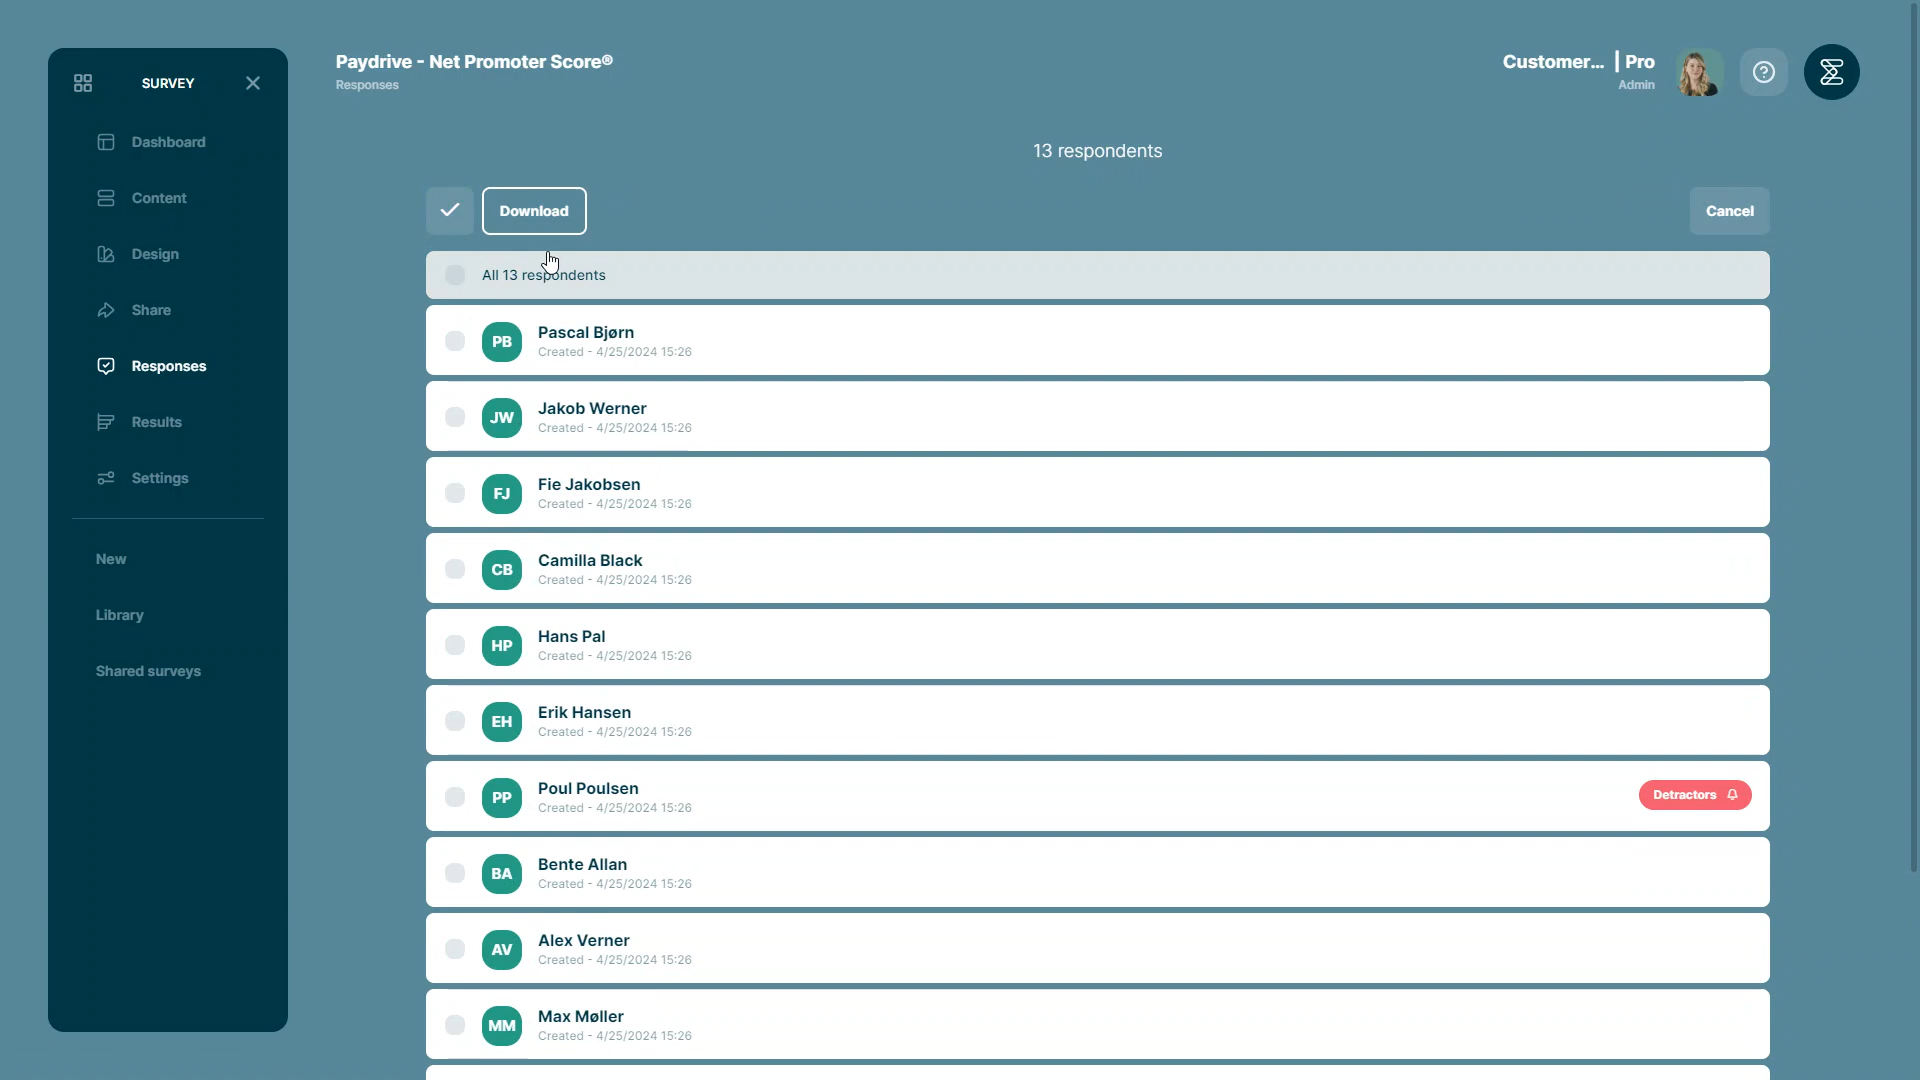 SURVEY
Dashboard
Content
Design
Share
Responses
Results
Settings
New
Library
Shared surveys
Paydrive - Net Promoter Score®
Responses
Customer... | Pro
Admin
13 respondents
Download
Cancel
All 13 respondents
PB
Pascal Bjørn
Created - 4/25/2024 15:26
JW
Jakob Werner
Created - 4/25/2024 15:26
FJ
Fie Jakobsen
Created - 4/25/2024 15:26
CB
Camilla Black
Created - 4/25/2024 15:26
HP
Hans Pal
Created - 4/25/2024 15:26
EH
Erik Hansen
Created - 4/25/2024 15:26
PP
Poul Poulsen
Created - 4/25/2024 15:26
Detractors
BA
Bente Allan
Created - 4/25/2024 15:26
AV
Alex Verner
Created - 4/25/2024 15:26
MM
Max Møller
Created - 4/25/2024 15:26